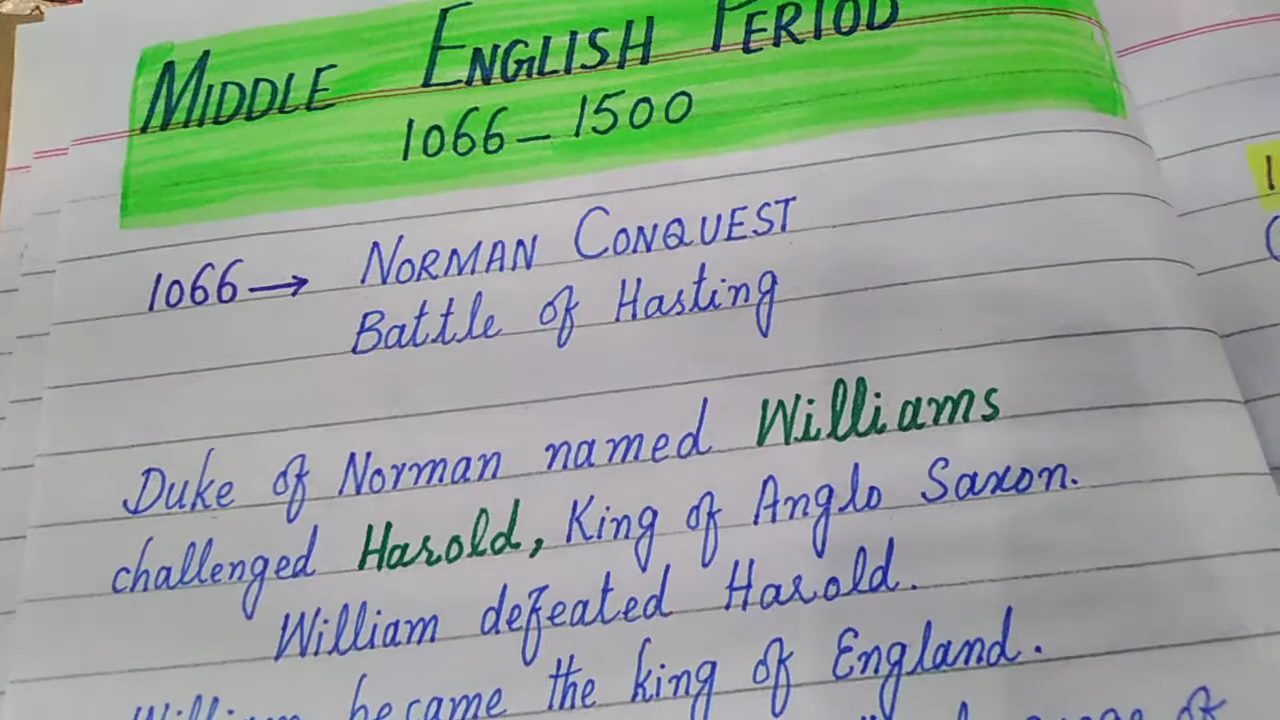 MIDDLE ENGLISH PERIOD
1066 – 1500
1066 → NORMAN CONQUEST
Battle of Hasting
Duke of Norman named Williams
challenged Harold, King of Anglo Saxon.
William defeated Harold.
became the king of England.
of